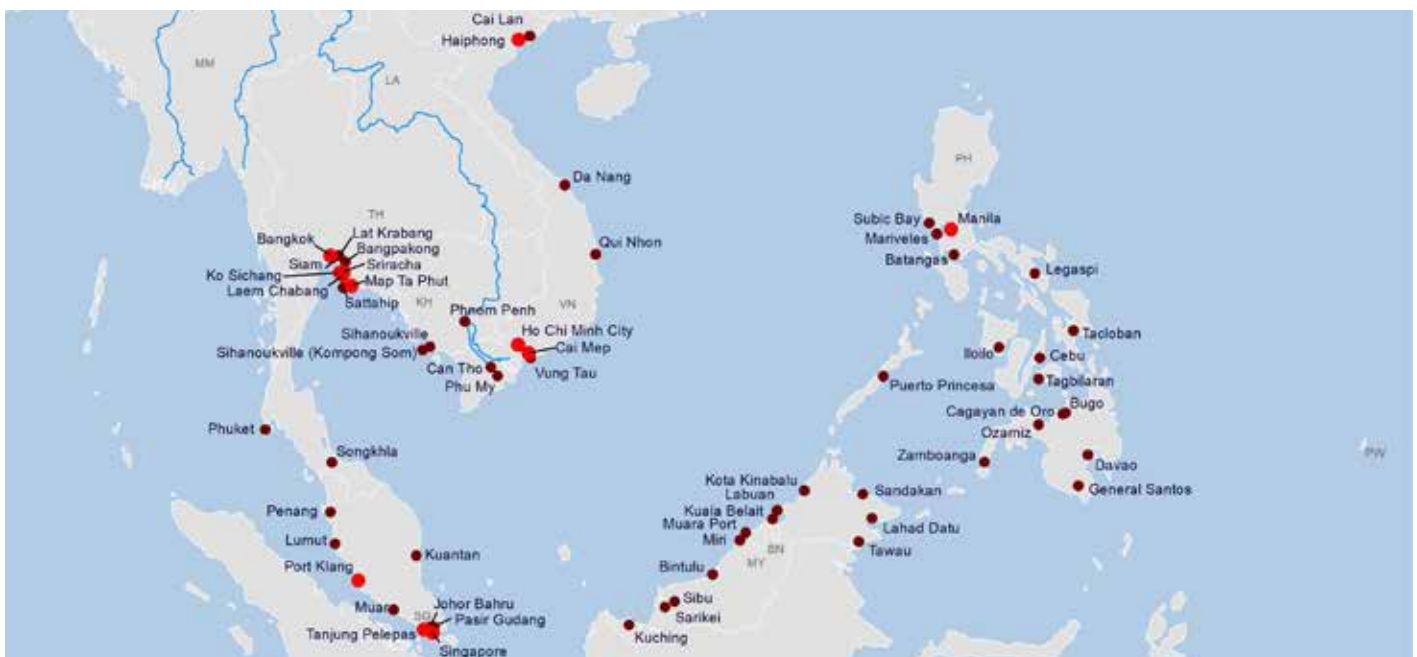 Cai Lan
Haiphong
MM
LA
Da Nang
PH
TH
Subic Bay
Manila
Mariveles
Batangas
Bangkok
Lat Krabang
Bangpakong
Siam
Sriracha
Ko Sichang
Map Ta Phut
Laem Chabang
Sattahip
Qui Nhon
Legaspi
KH
VN
Phnom Penh
Ho Chi Minh City
Sihanoukville
Cai Mep
Sihanoukville (Kompong Som)
Can Tho
Vung Tau
Phu My
Tacloban
Iloilo
Cebu
Puerto Princesa
Tagbilaran
Bugo
Cagayan de Oro
Ozamiz
Phuket
Songkhla
Zamboanga
Davao
PW
General Santos
Kota Kinabalu
Labuan
Sandakan
Penang
Kuala Belait
Muara Port
Lahad Datu
Lumut
Miri
BN
Tawau
Kuantan
MY
Port Klang
Bintulu
Muar
Johor Bahru
SG
Pasir Gudang
Sibu
Sarikei
Tanjung Pelepas
Kuching
Singapore